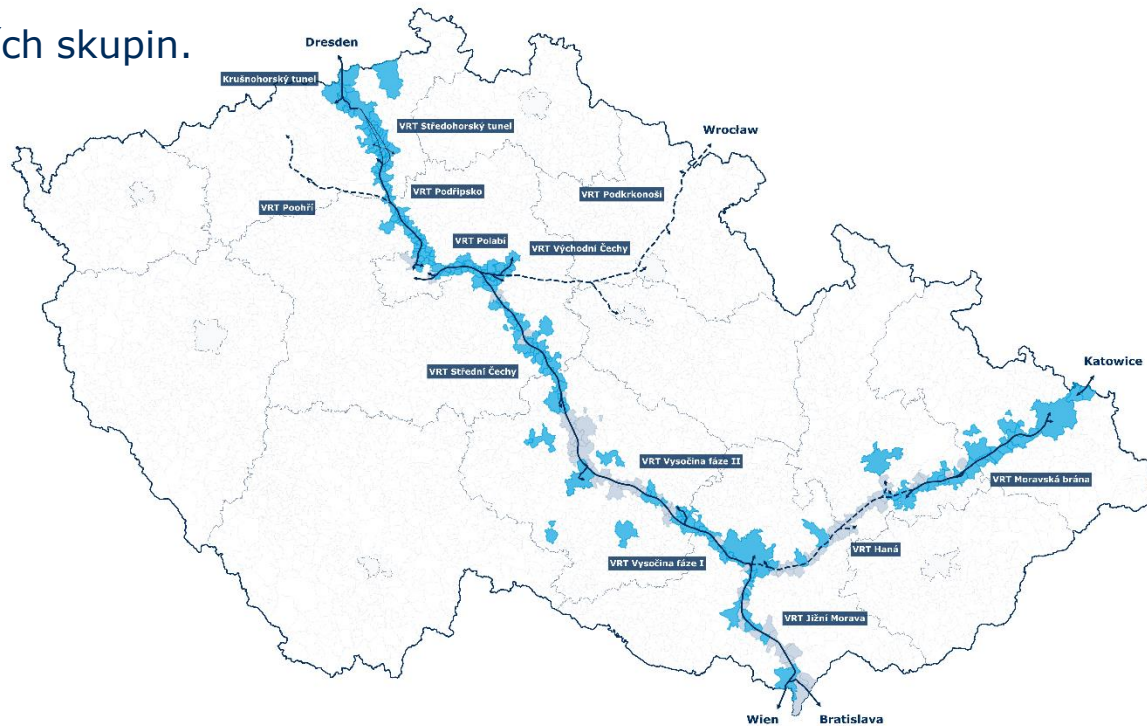 ích skupin.
Dresden
Krušnohorský tunel
VRT Středohorský tunel
Wrocław
VRT Podřipsko
VRT Podkrkonoší
VRT Poohří
VRT Polabí
VRT Východní Čechy
VRT Střední Čechy
Katowice
VRT Vysočina fáze II
VRT Moravská brána
VRT Haná
VRT Vysočina fáze I
VRT Jižní Morava
Wien
Bratislava